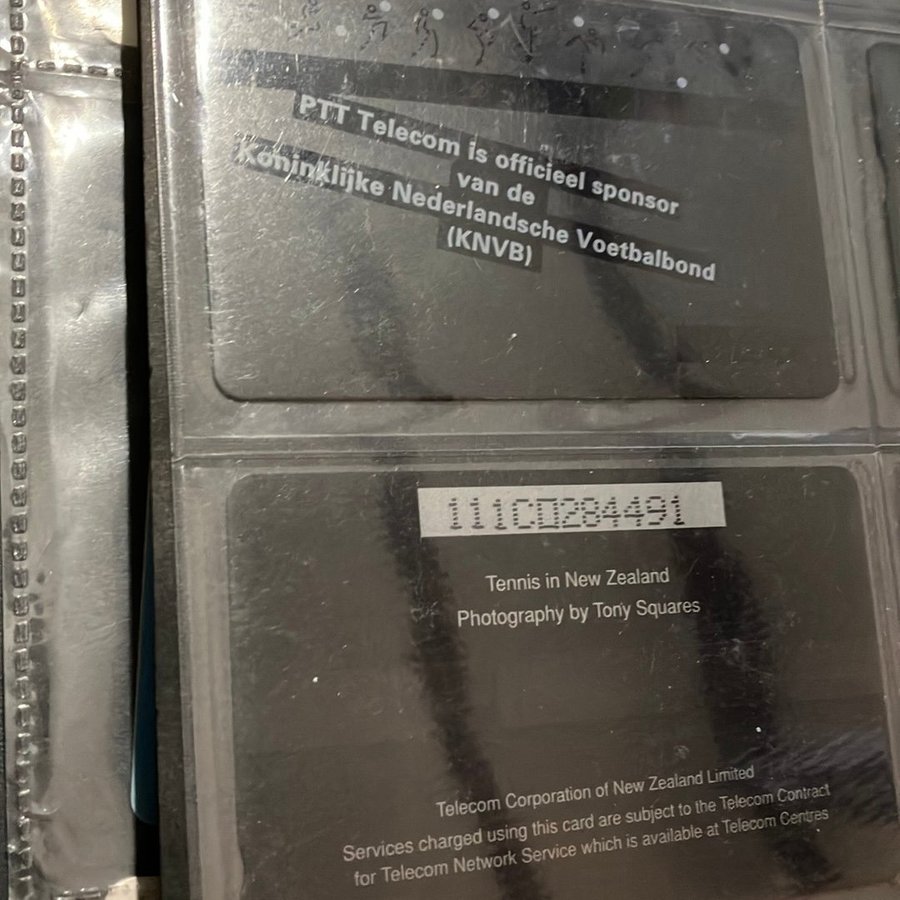 PTT Telecom is officieel sponsor
van de
Koninklijke Nederlandsche Voetbalbond
(KNVB)
111C0284491
Tennis in New Zealand
Photography by Tony Squares
Telecom Corporation of New Zealand Limited
Services charged using this card are subject to the Telecom Contract
for Telecom Network Service which is available at Telecom Centres